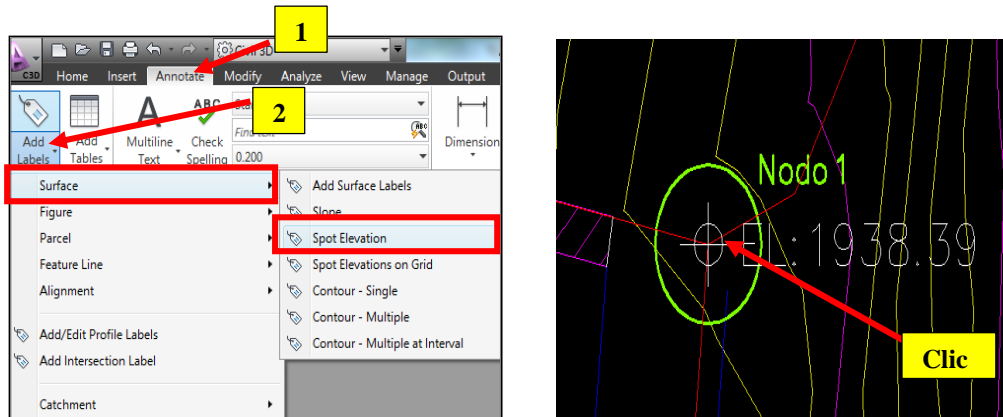 1
Civil 3D
C3D
Home Insert Annotate Modify Analyze View Manage Output
2
ABC
Find text
ABC
Add Labels
Add Tables
Multiline Text
Check Spelling
0.200
Dimension
Surface
Figure
Parcel
Feature Line
Alignment
Add/Edit Profile Labels
Add Intersection Label
Catchment
Add Surface Labels
Slope
Spot Elevation
Spot Elevations on Grid
Contour - Single
Contour - Multiple
Contour - Multiple at Interval
Nodo 1
EL:1938.39
Clic